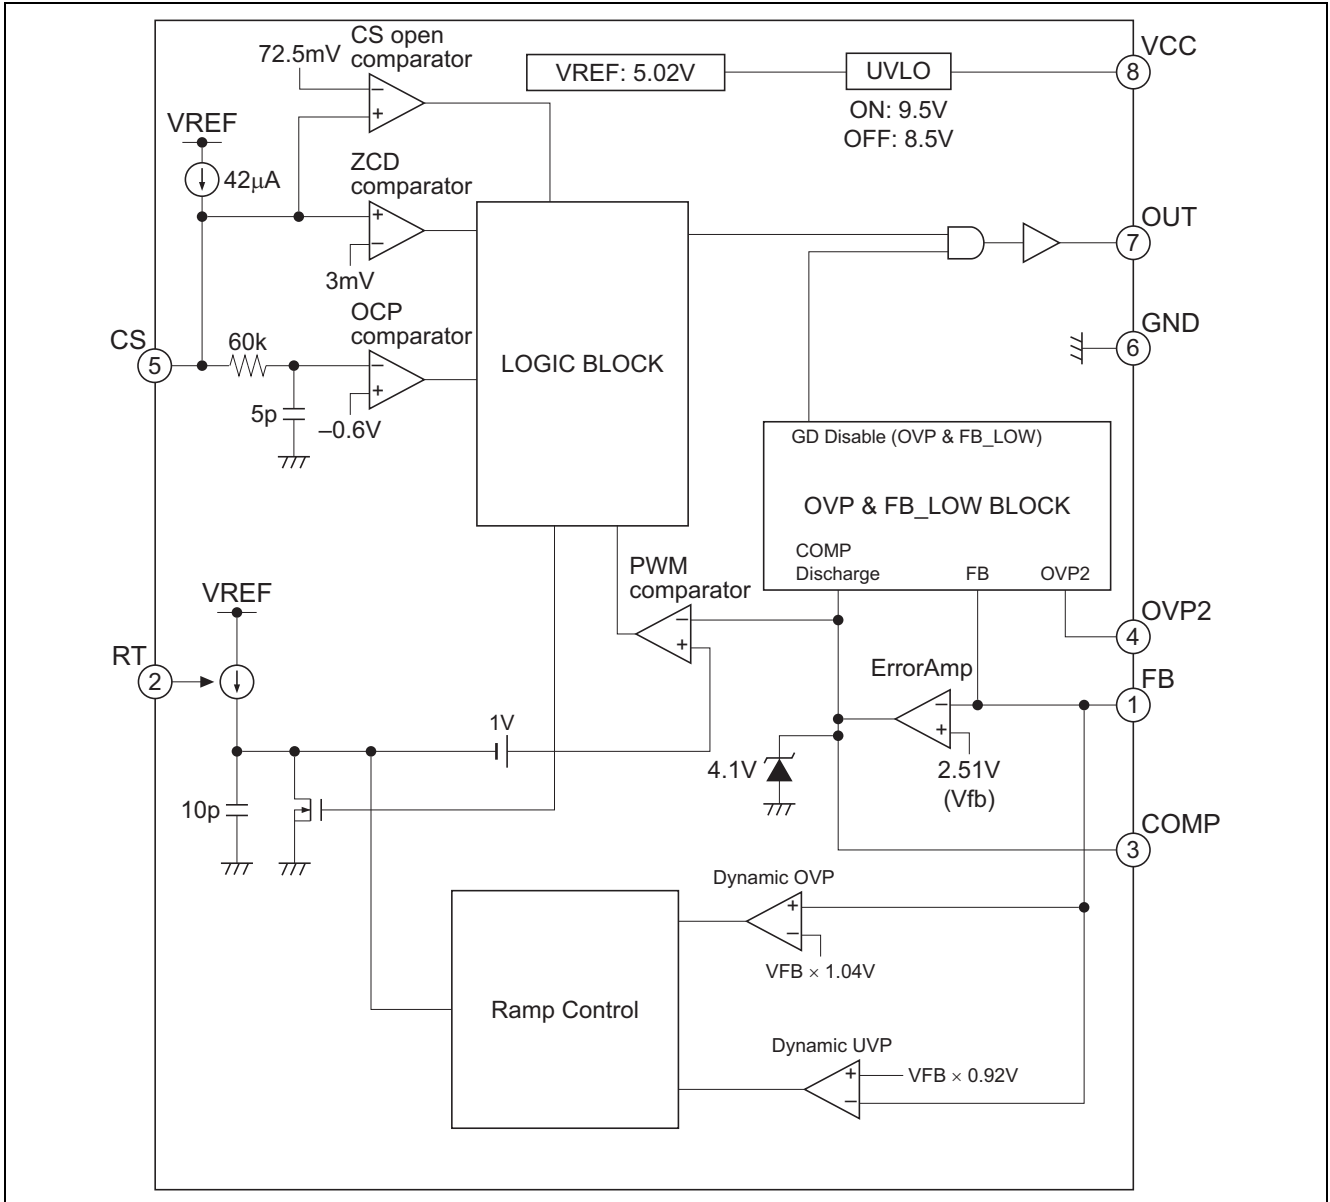 CS open
comparator
72.5mV
VREF: 5.02V
UVLO
ON: 9.5V
OFF: 8.5V
VCC
8
−
+
VREF
42μA
ZCD
comparator
+
−
3mV
OUT
7
OCP
comparator
CS
5
60k
5p
−
+
–0.6V
LOGIC BLOCK
GND
6
GD Disable (OVP & FB_LOW)
OVP & FB_LOW BLOCK
COMP
Discharge
FB
OVP2
PWM
comparator
−
+
OVP2
4
VREF
RT
2
ErrorAmp
−
+
FB
1
1V
4.1V
2.51V
(Vfb)
10p
COMP
3
Dynamic OVP
+
−
VFB × 1.04V
Ramp Control
Dynamic UVP
+
−
VFB × 0.92V